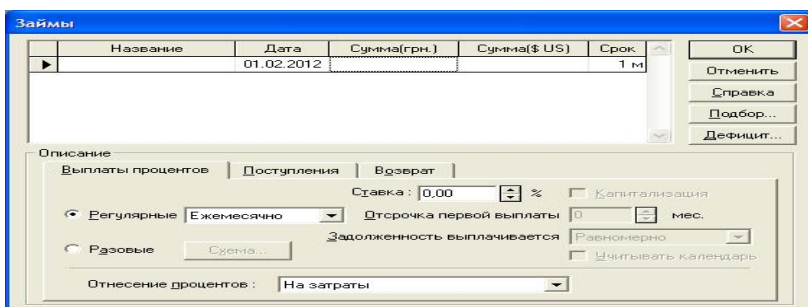 Займы
Название Дата Сумма(грн.) Сумма($ US) Срок
01.02.2012 1 м
OK
Отменить
Справка
Подбор...
Дефицит...
Описание
Выплаты процентов Поступления Возврат
Ставка : 0,00 % Капитализация
Регулярные Ежемесячно Отсрочка первой выплаты 0 мес.
Задолженность выплачивается Равномерно
Разовые Схема... Учитывать календарь
Отнесение процентов : На затраты